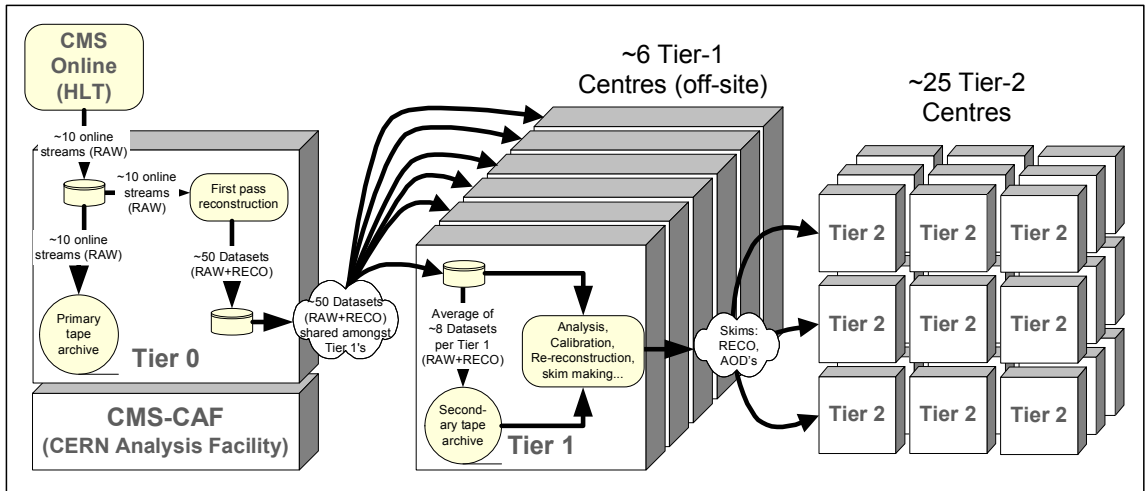 CMS
Online
(HLT)
~10 online
streams (RAW)
~10 online
streams
(RAW)
First pass
reconstruction
~10 online
streams (RAW)
~50 Datasets
(RAW+RECO)
Primary
tape
archive
Tier 0
CMS-CAF
(CERN Analysis Facility)
~50 Datasets
(RAW+RECO)
shared amongst
Tier 1's
~6 Tier-1
Centres (off-site)
Average of
~8 Datasets
per Tier 1
(RAW+RECO)
Analysis,
Calibration,
Re-reconstruction,
skim making...
Second-
ary tape
archive
Tier 1
Skims:
RECO,
AOD's
~25 Tier-2
Centres
Tier 2
Tier 2
Tier 2
Tier 2
Tier 2
Tier 2
Tier 2
Tier 2
Tier 2